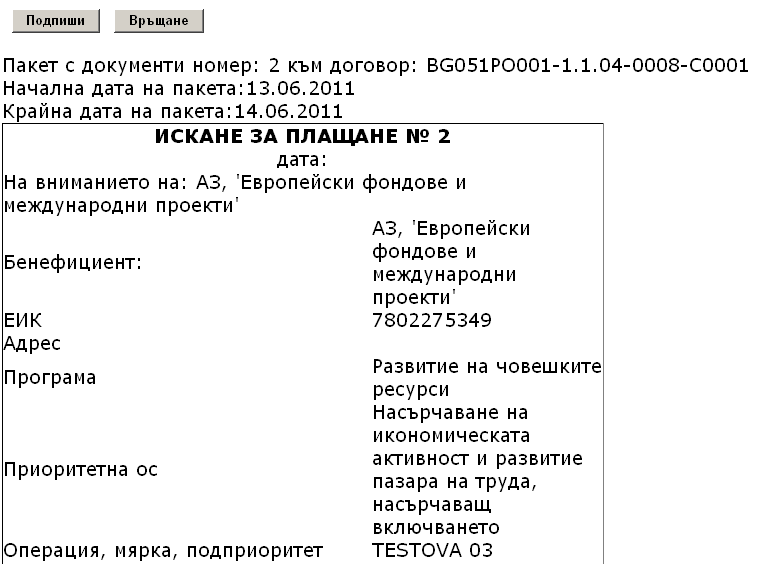 Подпиши Връщане
Пакет с документи номер: 2 към договор: BG051PO001-1.1.04-0008-C0001
Начална дата на пакета:13.06.2011
Крайна дата на пакета:14.06.2011
ИСКАНЕ ЗА ПЛАЩАНЕ № 2
дата:
На вниманието на: АЗ, 'Европейски фондове и
международни проекти'
Бенефициент:
АЗ, 'Европейски
фондове и
международни
проекти'
ЕИК 7802275349
Адрес
Програма
Развитие на човешките
ресурси
Приоритетна ос
Насърчаване на
икономическата
активност и развитие
пазара на труда,
насърчаващ
включването
Операция, мярка, подприоритет TESTOVA 03